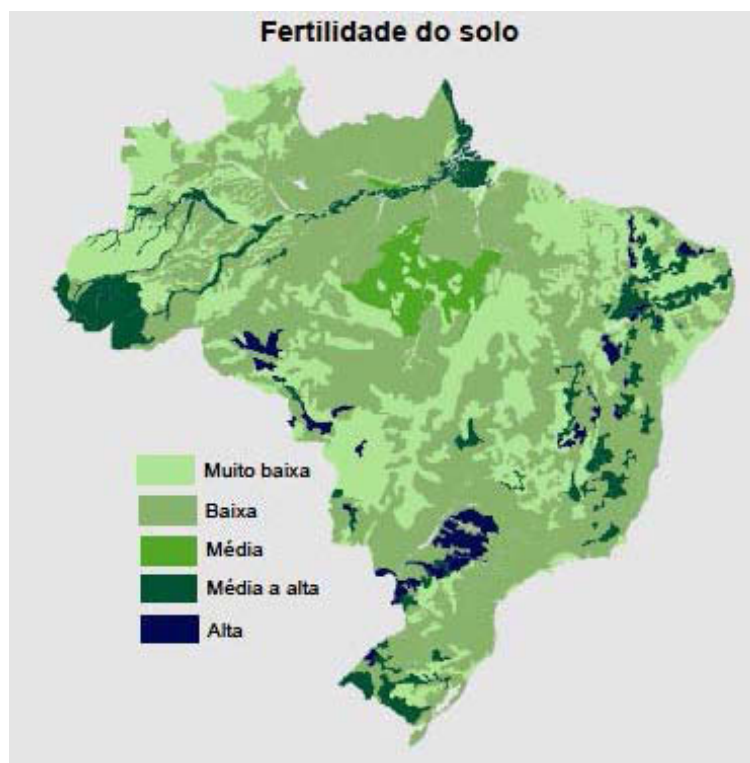 Fertilidade do solo
Muito baixa
Baixa
Média
Média a alta
Alta